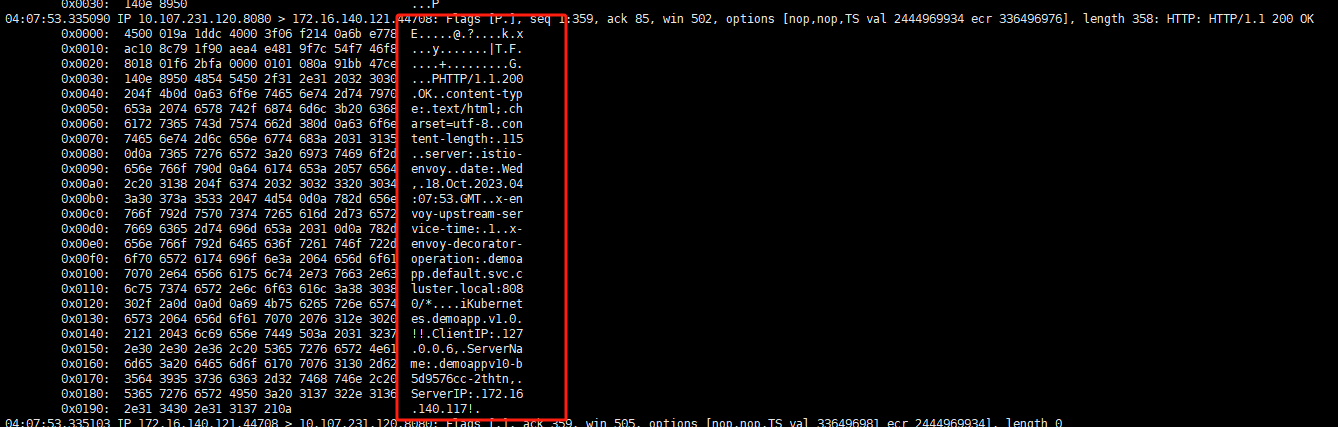 0x0030: 140e 8950 ...P
04:07:53.335090 IP 10.107.231.120.8080 > 172.16.140.121.44708: Flags [P.], seq 1:359, ack 85, win 502, options [nop,nop,TS val 2444969934 ecr 336496976], length 358: HTTP: HTTP/1.1 200 OK
0x0000: 4500 019a 1ddc 4000 3f06 f214 0a6b e778 E.....@.?....k.x
0x0010: ac10 8c79 1f90 aea4 e481 9f7c 54f7 46f8 ...y.......|T.F.
0x0020: 8018 01f6 2bfa 0000 0101 080a 91bb 47ce ....+.........G.
0x0030: 140e 8950 4854 5450 2f31 2e31 2032 3030 ...PHTTP/1.1.200
0x0040: 204f 4b0d 0a63 6f6e 7465 6e74 2d74 7970 .OK..content-typ
0x0050: 653a 2074 6578 742f 6874 6d6c 3b20 6368 e:.text/html;.ch
0x0060: 6172 7365 743d 7574 662d 380d 0a63 6f6e arset=utf-8..con
0x0070: 7465 6e74 2d6c 656e 6774 683a 2031 3135 tent-length:.115
0x0080: 0d0a 7365 7276 6572 3a20 6973 7469 6f2d ..server:.istio-
0x0090: 656e 766f 790d 0a64 6174 653a 2057 6564 envoy..date:.Wed
0x00a0: 2c20 3138 204f 6374 2032 3032 3320 3034 ,.18.Oct.2023.04
0x00b0: 3a30 373a 3533 2047 4d54 0d0a 782d 656e :07:53.GMT..x-en
0x00c0: 766f 792d 7570 7374 7265 616d 2d73 6572 voy-upstream-ser
0x00d0: 7669 6365 2d74 696d 653a 2031 0d0a 782d vice-time:.1..x-
0x00e0: 656e 766f 792d 6465 636f 7261 746f 722d envoy-decorator-
0x00f0: 6f70 6572 6174 696f 6e3a 2064 656d 6f61 operation:.demoa
0x0100: 7070 2e64 6566 6175 6c74 2e73 7663 2e63 pp.default.svc.c
0x0110: 6c75 7374 6572 2e6c 6f63 616c 3a38 3038 luster.local:808
0x0120: 302f 2a0d 0a0d 0a69 4b75 6265 726e 6574 0/*....iKubernet
0x0130: 6573 2064 656d 6f61 7070 2076 312e 3020 es.demoapp.v1.0.
0x0140: 2121 2043 6c69 656e 7449 503a 2031 3237 !!.ClientIP:.127
0x0150: 2e30 2e30 2e36 2c20 5365 7276 6572 4e61 .0.0.6,.ServerNa
0x0160: 6d65 3a20 6465 6d6f 6170 7076 3130 2d62 me:.demoappv10-b
0x0170: 3564 3935 3736 6363 2d32 7468 746e 2c20 5d9576cc-2thtn,.
0x0180: 5365 7276 6572 4950 3a20 3137 322e 3136 ServerIP:.172.16
0x0190: 2e31 3430 2e31 3137 210a .140.117!.
04:07:53.335103 IP 172.16.140.121.44708 > 10.107.231.120.8080: Flags [.], ack 359, win 505, options [nop,nop,TS val 336496981 ecr 2444969934], length 0